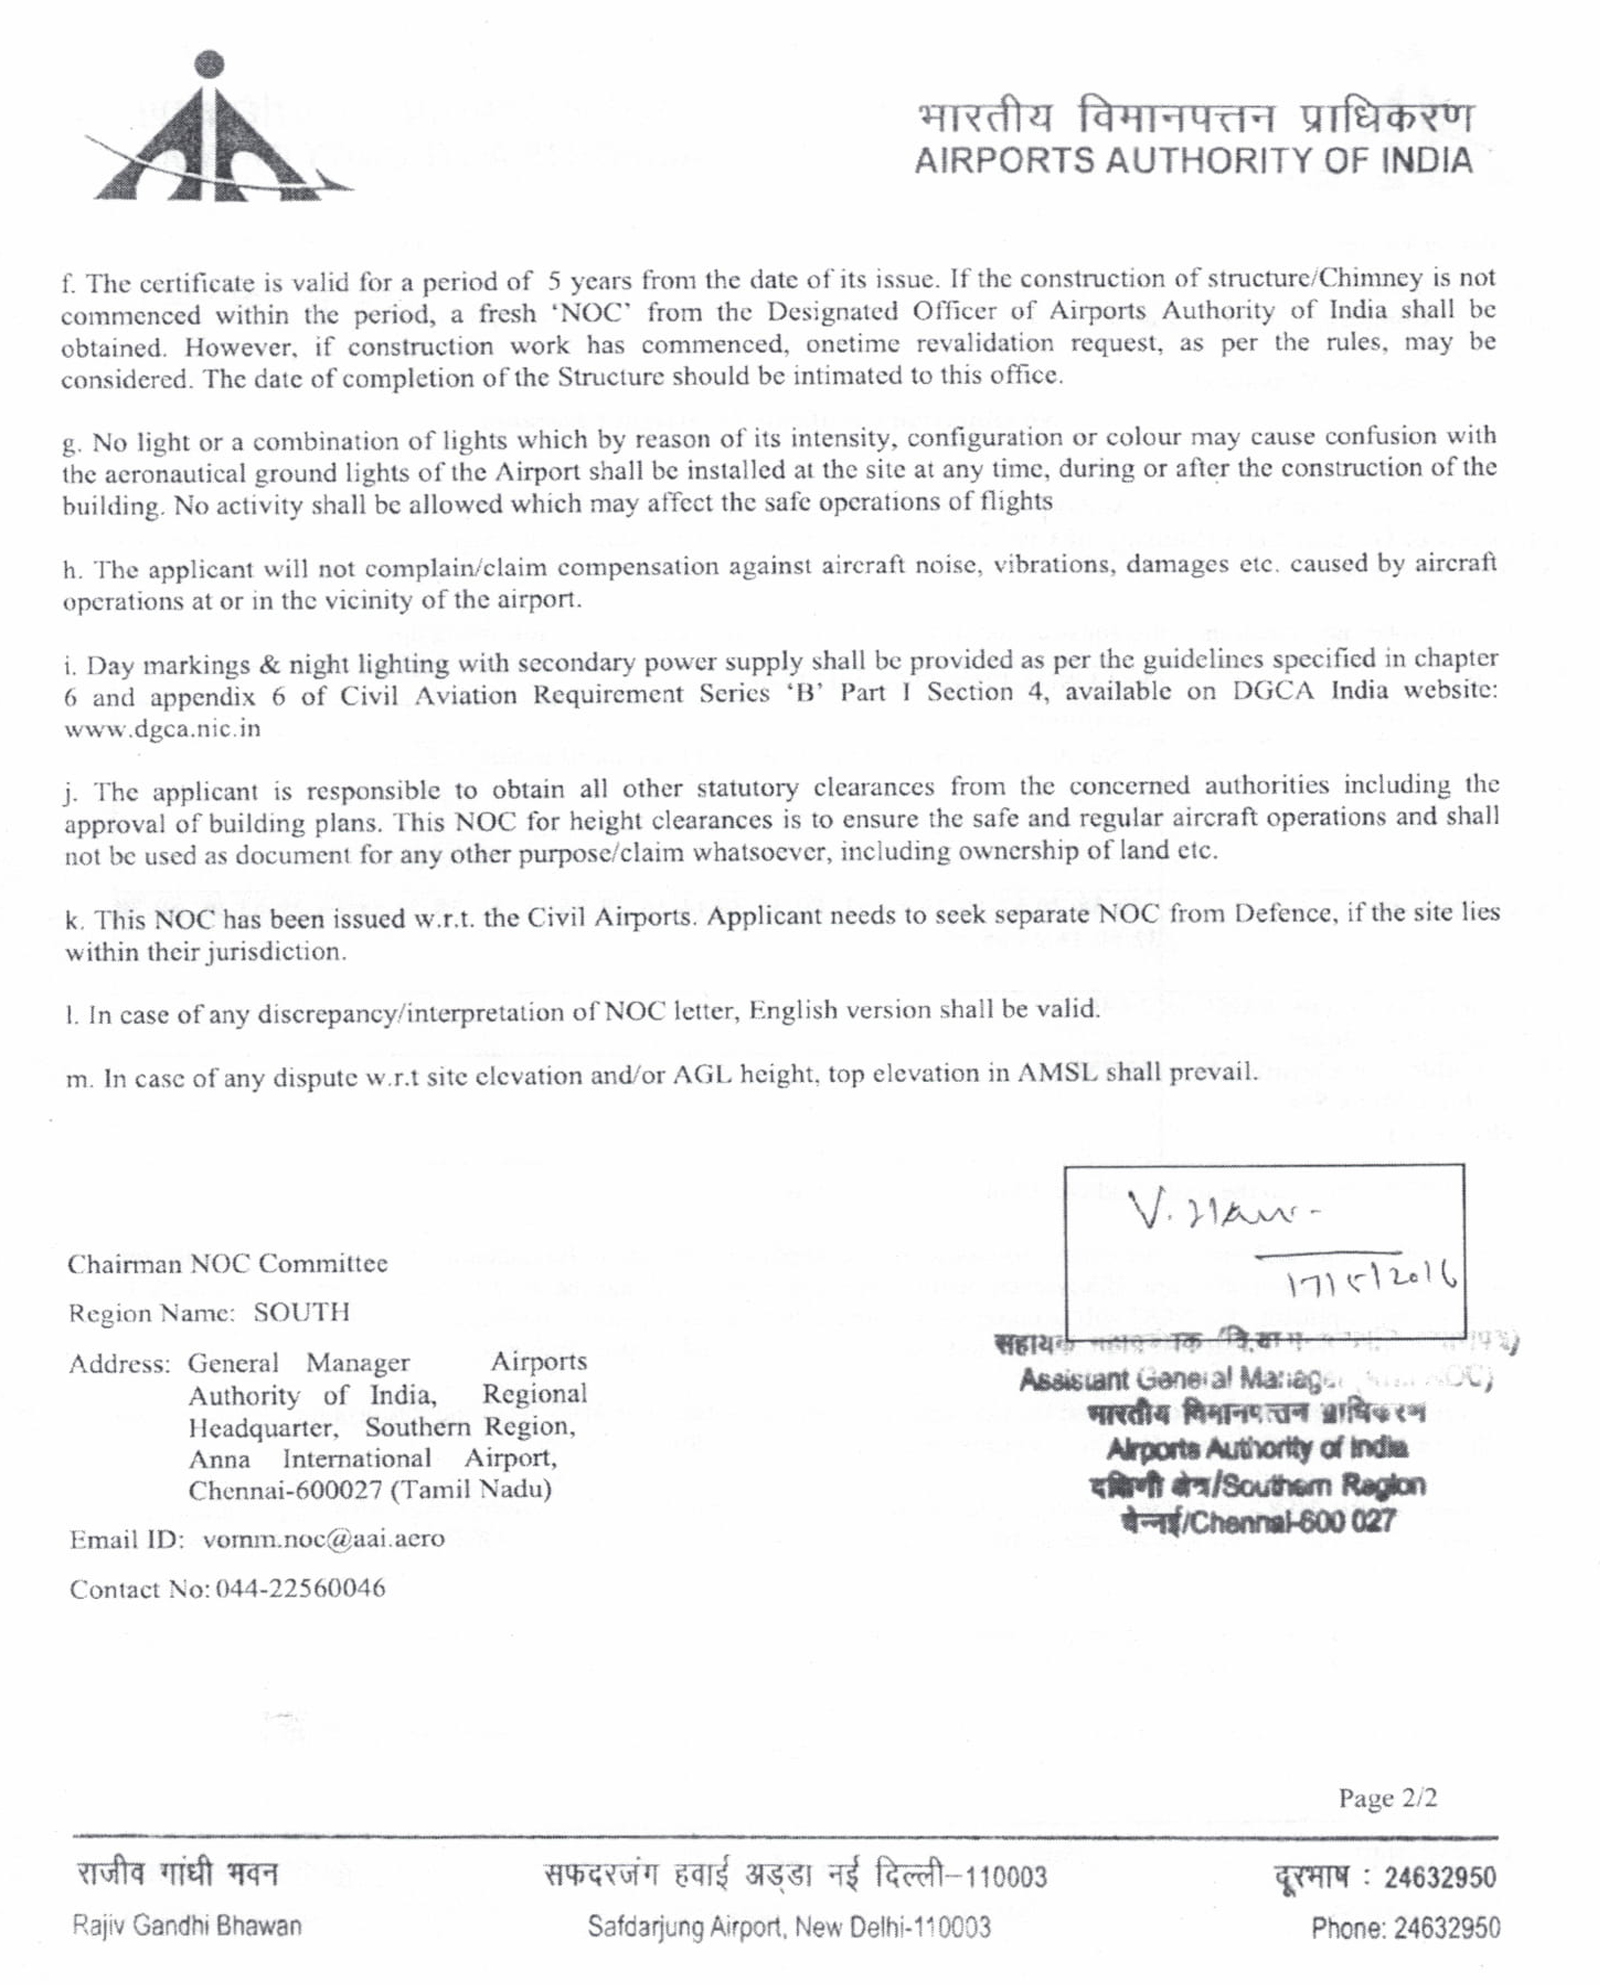 भारतीय विमानपत्तन प्राधिकरण
AIRPORTS AUTHORITY OF INDIA
f. The certificate is valid for a period of 5 years from the date of its issue. If the construction of structure/Chimney is not
commenced within the period, a fresh ‘NOC’ from the Designated Officer of Airports Authority of India shall be
obtained. However, if construction work has commenced, onetime revalidation request, as per the rules, may be
considered. The date of completion of the Structure should be intimated to this office.
g. No light or a combination of lights which by reason of its intensity, configuration or colour may cause confusion with
the aeronautical ground lights of the Airport shall be installed at the site at any time, during or after the construction of the
building. No activity shall be allowed which may affect the safe operations of flights
h. The applicant will not complain/claim compensation against aircraft noise, vibrations, damages etc. caused by aircraft
operations at or in the vicinity of the airport.
i. Day markings & night lighting with secondary power supply shall be provided as per the guidelines specified in chapter
6 and appendix 6 of Civil Aviation Requirement Series ‘B’ Part I Section 4, available on DGCA India website:
www.dgca.nic.in
j. The applicant is responsible to obtain all other statutory clearances from the concerned authorities including the
approval of building plans. This NOC for height clearances is to ensure the safe and regular aircraft operations and shall
not be used as document for any other purpose/claim whatsoever, including ownership of land etc.
k. This NOC has been issued w.r.t. the Civil Airports. Applicant needs to seek separate NOC from Defence, if the site lies
within their jurisdiction.
l. In case of any discrepancy/interpretation of NOC letter, English version shall be valid.
m. In case of any dispute w.r.t site elevation and/or AGL height, top elevation in AMSL shall prevail.
V.
17/5/2016
Chairman NOC Committee
Region Name: SOUTH
Address: General Manager Airports
Authority of India, Regional
Headquarter, Southern Region,
Anna International Airport,
Chennai-600027 (Tamil Nadu)
Email ID: vomm.noc@aai.aero
Contact No: 044-22560046
Assistant General Manager
भारतीय विमानपत्तन प्राधिकरण
Airports Authority of India
दक्षिणी क्षेत्र/Southern Region
चेन्नई/Chennai-600 027
Page 2/2
राजीव गांधी भवन सफदरजंग हवाई अड्डा नई दिल्ली–110003 दूरभाष : 24632950
Rajiv Gandhi Bhawan Safdarjung Airport, New Delhi-110003 Phone: 24632950